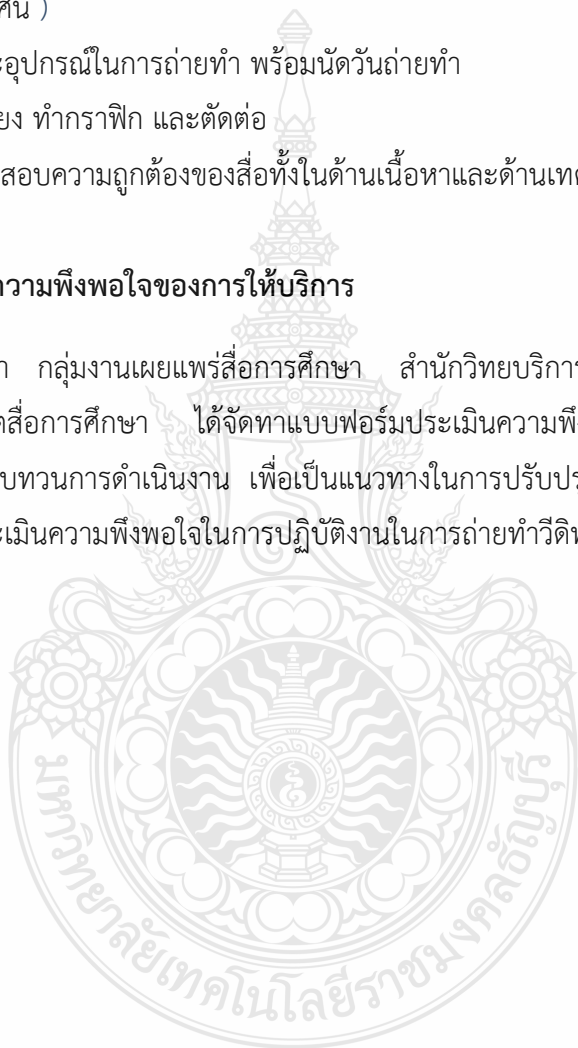 ศน์ )
ะอุปกรณ์ในการถ่ายทำ พร้อมนัดวันถ่ายทำ
ยง ทำกราฟิก และตัดต่อ
สอบความถูกต้องของสื่อทั้งในด้านเนื้อหาและด้านเทค
ความพึงพอใจของการให้บริการ
า กลุ่มงานเผยแพร่สื่อการศึกษา สำนักวิทยบริการ
ตสื่อการศึกษา ได้จัดทาแบบฟอร์มประเมินความพึ
บทวนการดำเนินงาน เพื่อเป็นแนวทางในการปรับปร
ะเมินความพึงพอใจในการปฏิบัติงานในการถ่ายทำวีดิท
มหาวิทยาลัยเทคโนโลยีราชมงคลธัญบุรี